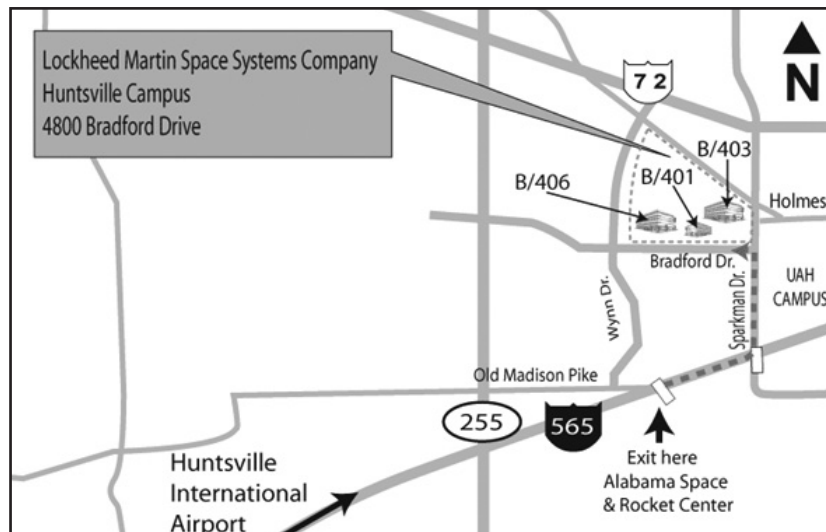 Lockheed Martin Space Systems Company
Huntsville Campus
4800 Bradford Drive
72
N
B/403
B/401
B/406
Holmes
Bradford Dr.
UAH
CAMPUS
Sparkman Dr.
Wynn Dr.
Old Madison Pike
255
565
Exit here
Alabama Space
& Rocket Center
Huntsville
International
Airport